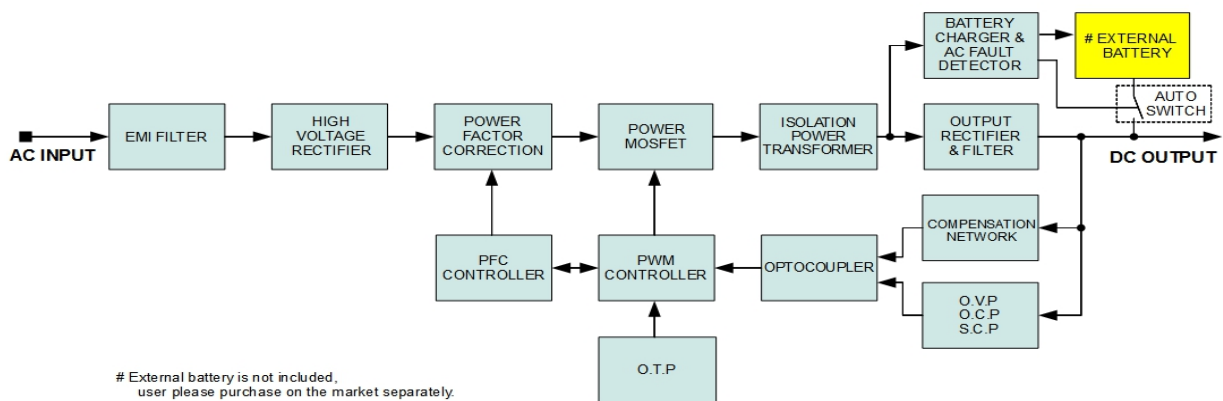 BATTERY
CHARGER &
AC FAULT
DETECTOR
# EXTERNAL
BATTERY
AUTO
SWITCH
AC INPUT
EMI FILTER
HIGH
VOLTAGE
RECTIFIER
POWER
FACTOR
CORRECTION
POWER
MOSFET
ISOLATION
POWER
TRANSFORMER
OUTPUT
RECTIFIER
& FILTER
DC OUTPUT
PFC
CONTROLLER
PWM
CONTROLLER
OPTOCOUPLER
COMPENSATION
NETWORK
O.V.P
O.C.P
S.C.P
O.T.P
# External battery is not included,
user please purchase on the market separately.